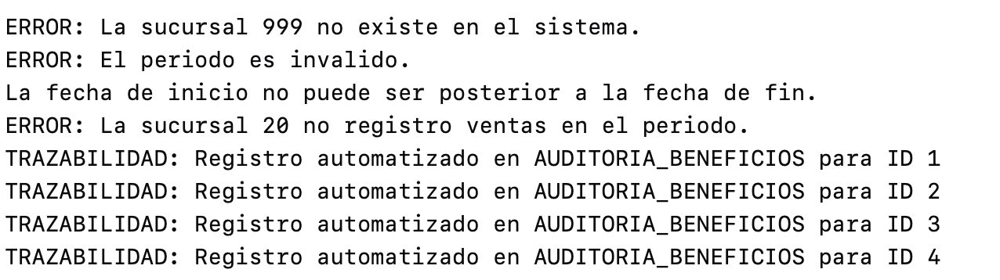 ERROR: La sucursal 999 no existe en el sistema.
ERROR: El periodo es invalido.
La fecha de inicio no puede ser posterior a la fecha de fin.
ERROR: La sucursal 20 no registro ventas en el periodo.
TRAZABILIDAD: Registro automatizado en AUDITORIA_BENEFICIOS para ID 1
TRAZABILIDAD: Registro automatizado en AUDITORIA_BENEFICIOS para ID 2
TRAZABILIDAD: Registro automatizado en AUDITORIA_BENEFICIOS para ID 3
TRAZABILIDAD: Registro automatizado en AUDITORIA_BENEFICIOS para ID 4